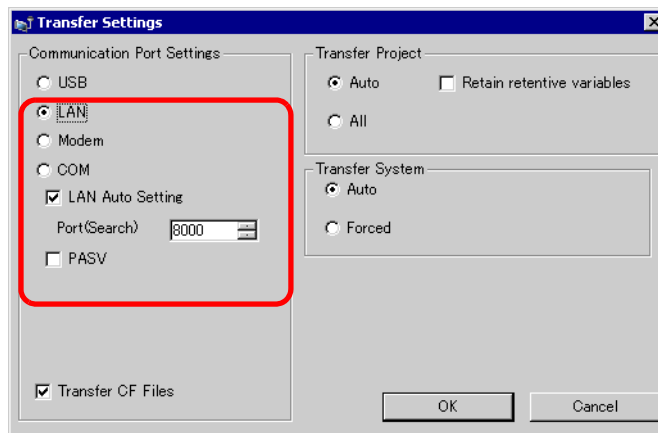 Transfer Settings
Communication Port Settings
USB
LAN
Modem
COM
LAN Auto Setting
Port(Search) 8000
PASV
Transfer CF Files
Transfer Project
Auto
Retain retentive variables
All
Transfer System
Auto
Forced
OK
Cancel